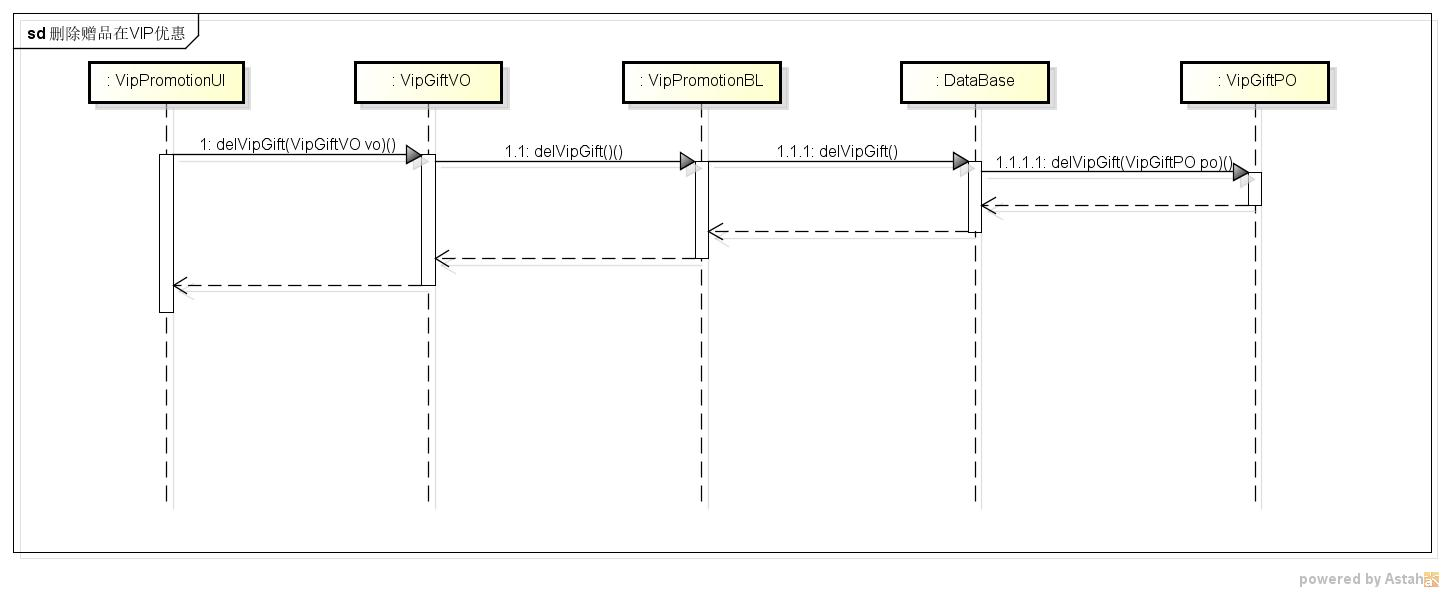 sd 删除赠品在VIP优惠
: VipPromotionUI
: VipGiftVO
: VipPromotionBL
: DataBase
: VipGiftPO
1: delVipGift(VipGiftVO vo)()
1.1: delVipGift()()
1.1.1: delVipGift()
1.1.1.1: delVipGift(VipGiftPO po)()
powered by Astah